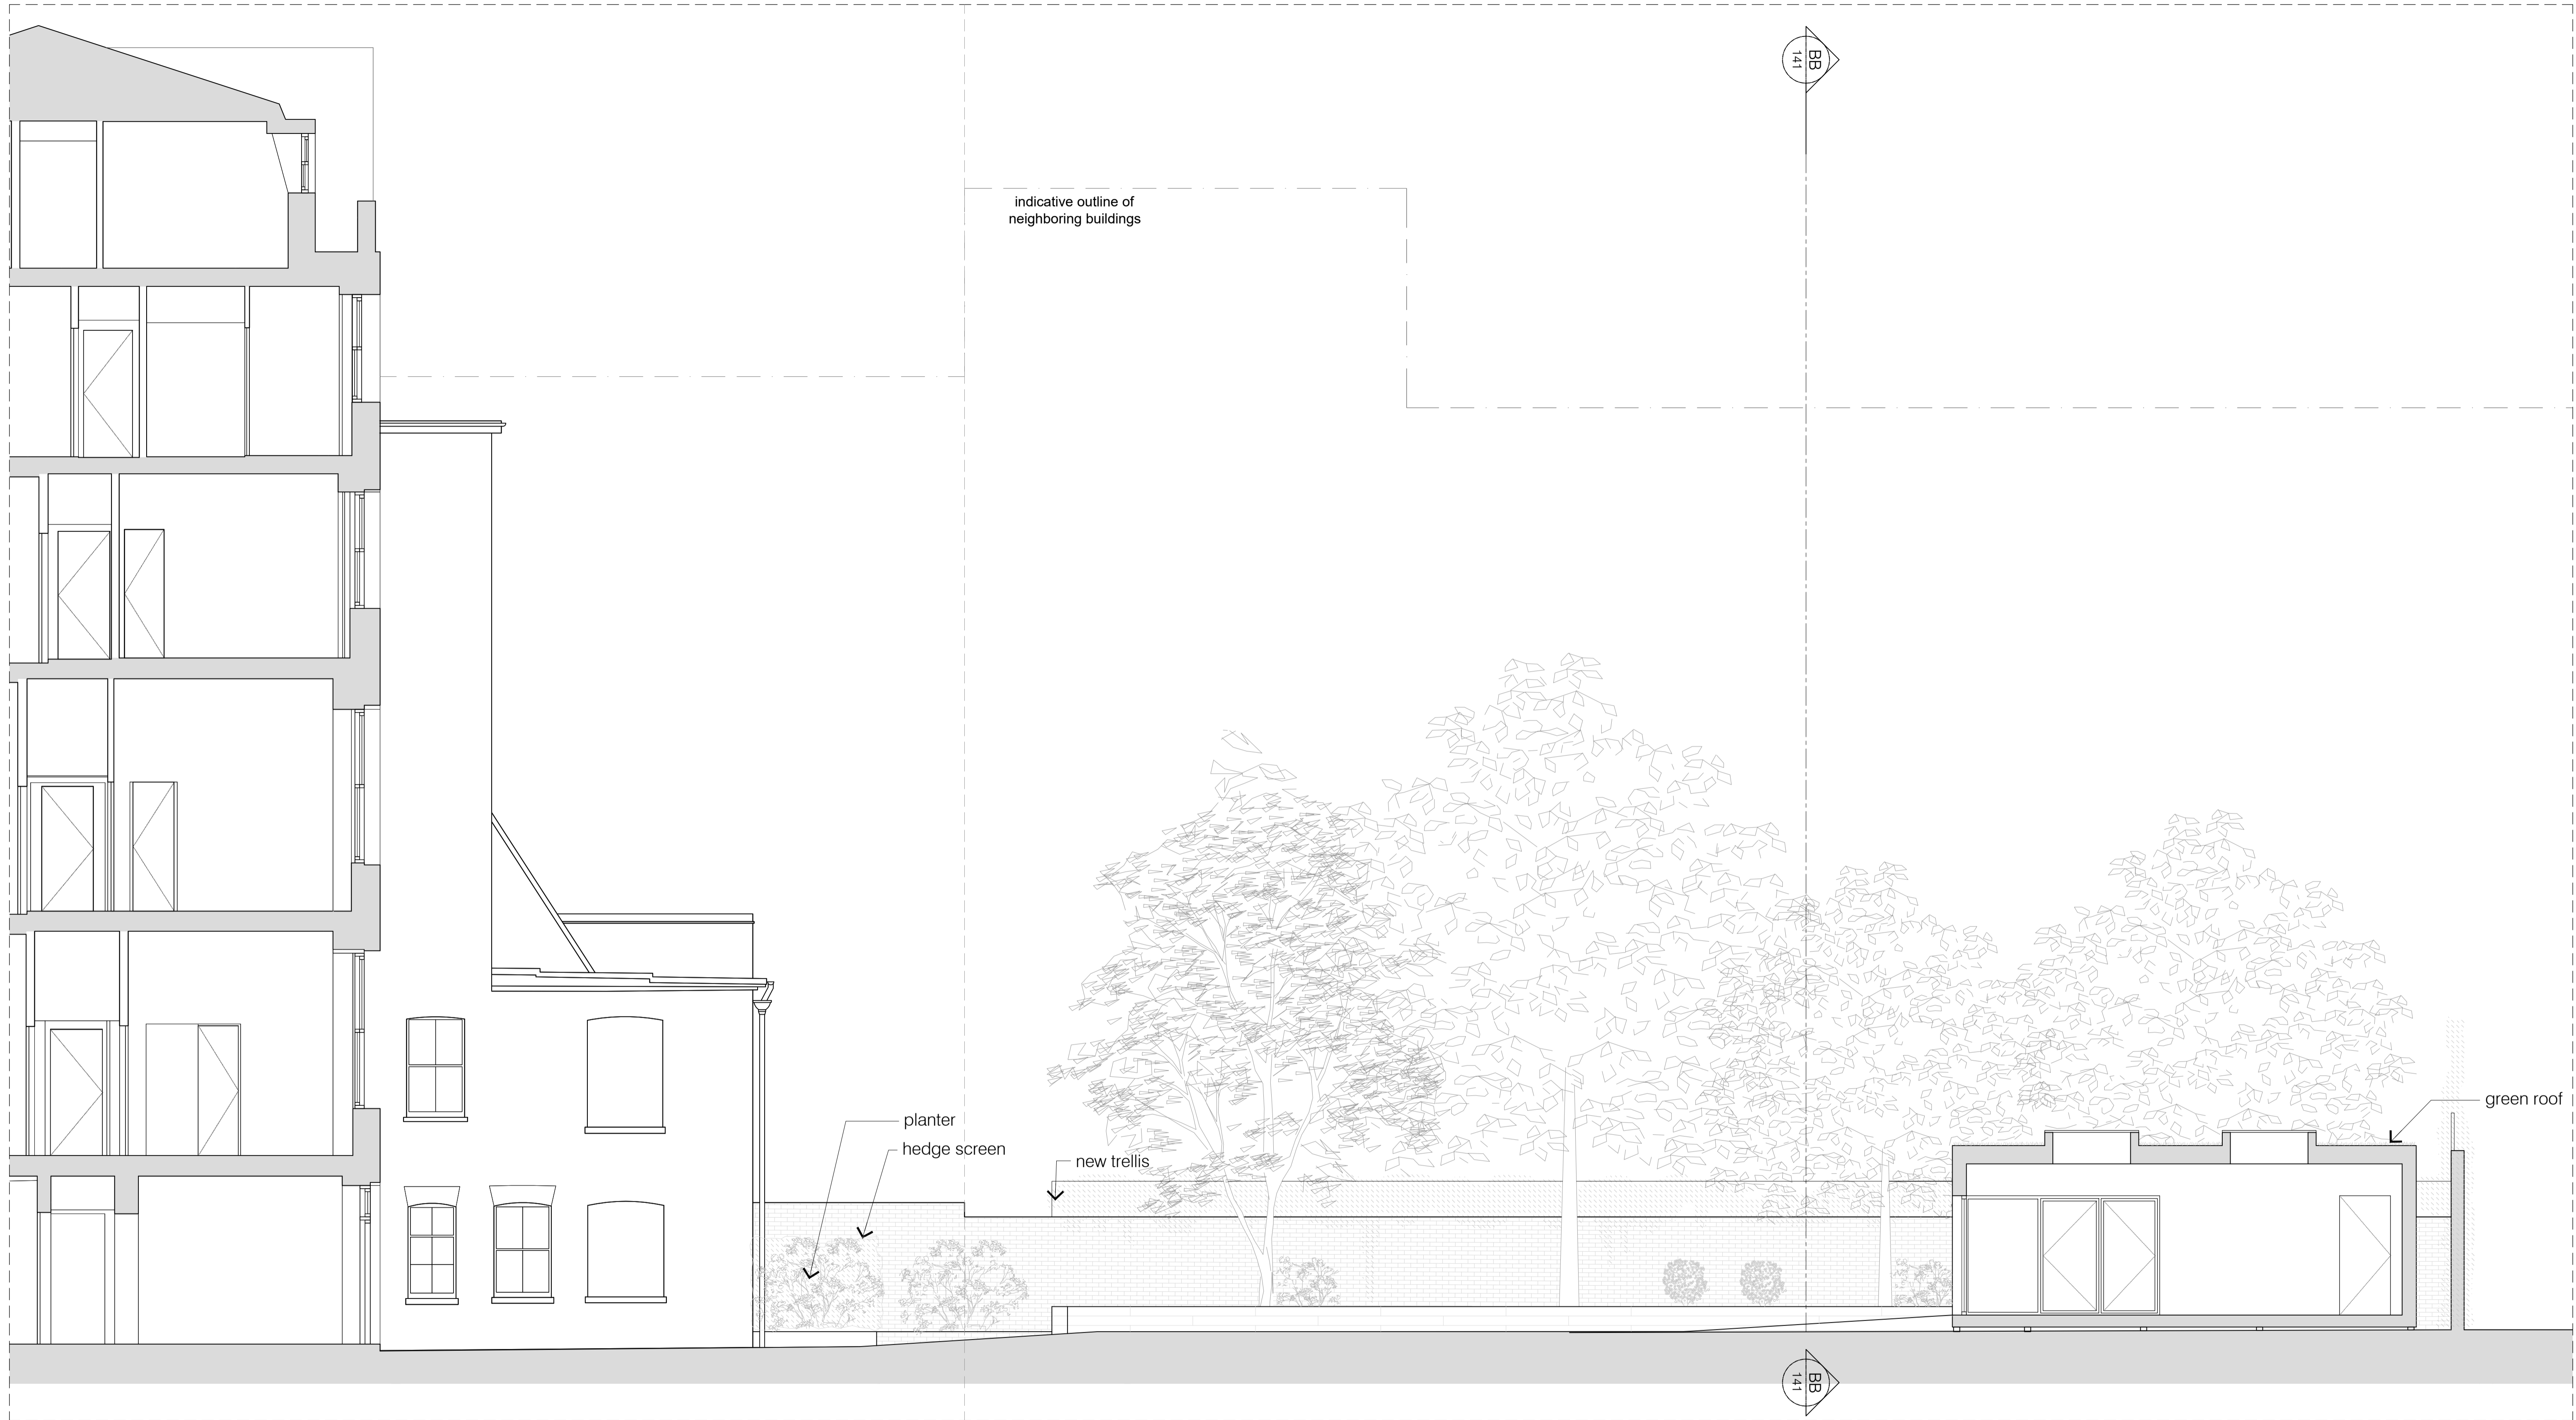 BB
141
indicative outline of
neighboring buildings
green roof
planter
hedge screen
new trellis
BB
141